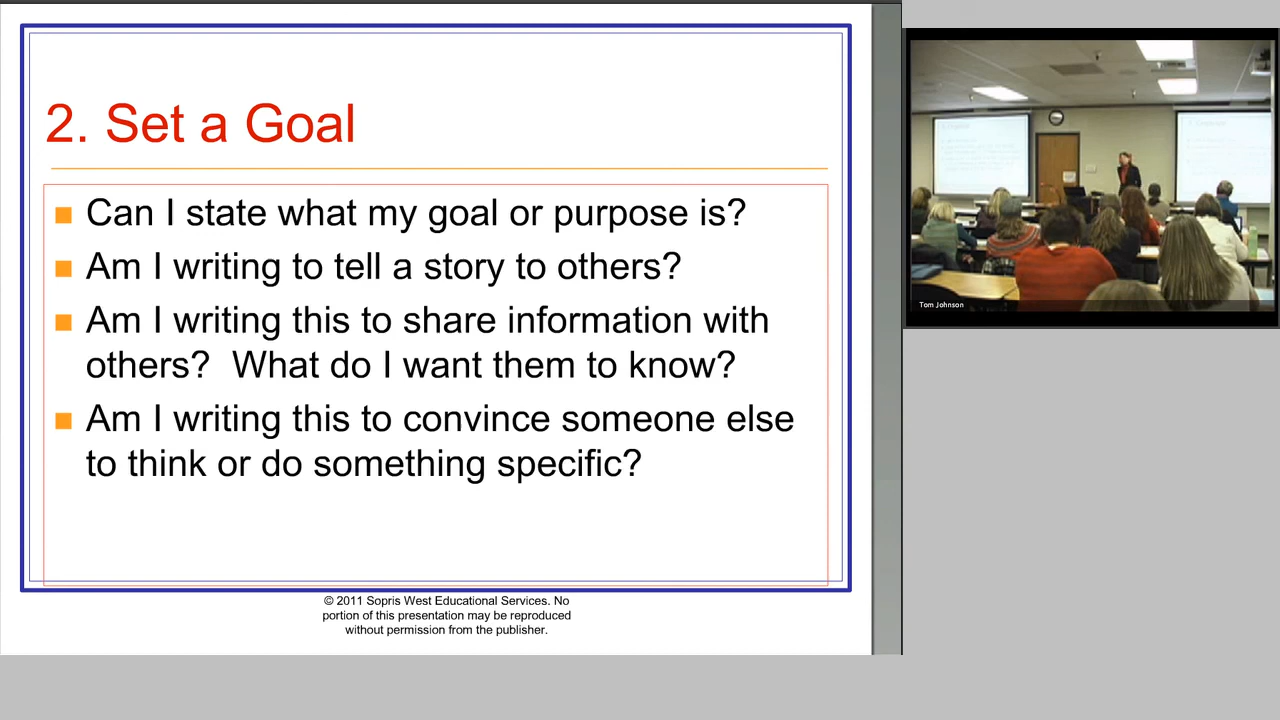 2. Set a Goal
Can I state what my goal or purpose is?
Am I writing to tell a story to others?
Am I writing this to share information with
others?  What do I want them to know?
Am I writing this to convince someone else
to think or do something specific?
© 2011 Sopris West Educational Services. No
portion of this presentation may be reproduced
without permission from the publisher.
Tom Johnson